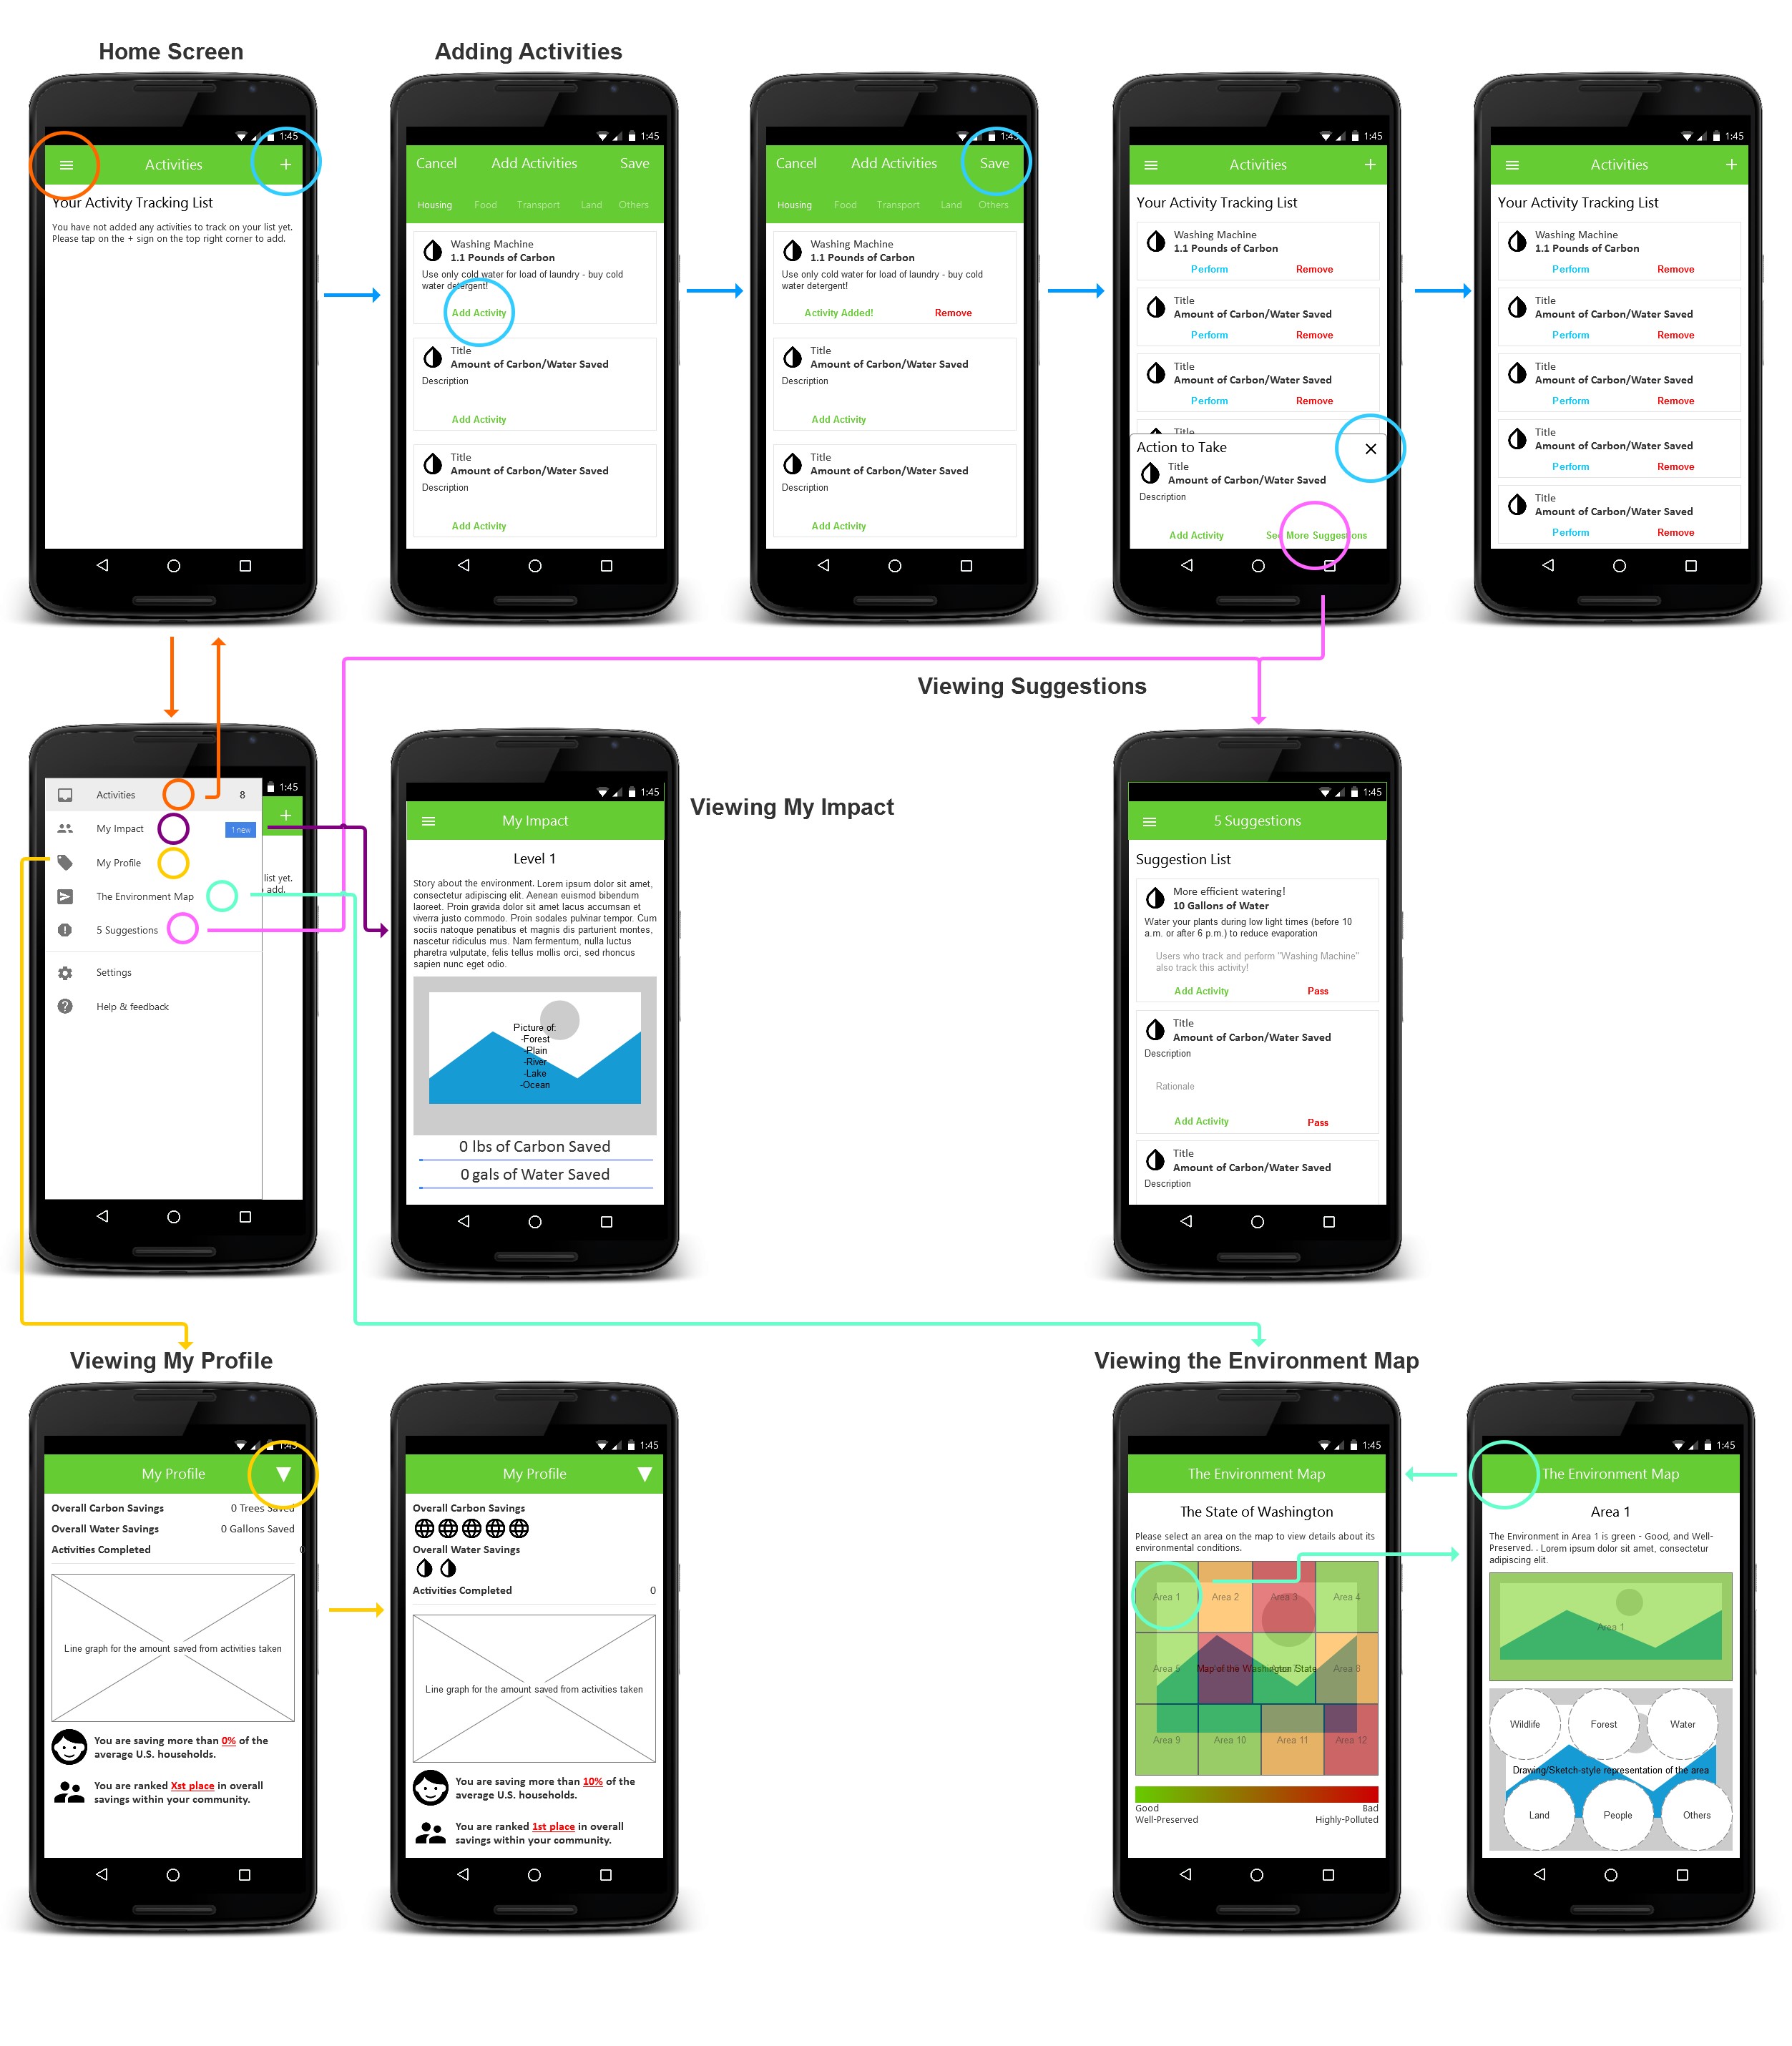 Home Screen
Adding Activities
1:45
Activities
+
Your Activity Tracking List
You have not added any activities to track on your list yet.
Please tap on the + sign on the top right corner to add.
1:45
Cancel Add Activities Save
Housing Food Transport Land Others
Washing Machine
1.1 Pounds of Carbon
Use only cold water for load of laundry - buy cold
water detergent!
Add Activity
Title
Amount of Carbon/Water Saved
Description
Add Activity
Title
Amount of Carbon/Water Saved
Description
Add Activity
1:45
Cancel Add Activities Save
Housing Food Transport Land Others
Washing Machine
1.1 Pounds of Carbon
Use only cold water for load of laundry - buy cold
water detergent!
Activity Added! Remove
Title
Amount of Carbon/Water Saved
Description
Add Activity
Title
Amount of Carbon/Water Saved
Description
Add Activity
1:45
Activities +
Your Activity Tracking List
Washing Machine
1.1 Pounds of Carbon
Perform Remove
Title
Amount of Carbon/Water Saved
Perform Remove
Title
Amount of Carbon/Water Saved
Perform Remove
Title
Action to Take
Title
Amount of Carbon/Water Saved
Description
Add Activity See More Suggestions
1:45
Activities +
Your Activity Tracking List
Washing Machine
1.1 Pounds of Carbon
Perform Remove
Title
Amount of Carbon/Water Saved
Perform Remove
Title
Amount of Carbon/Water Saved
Perform Remove
Title
Amount of Carbon/Water Saved
Perform Remove
Title
Amount of Carbon/Water Saved
Perform Remove
Viewing Suggestions
1:45
+
list yet.
add.
Activities 8
My Impact 1 new
My Profile
The Environment Map
5 Suggestions
Settings
Help & feedback
Viewing My Impact
1:45
My Impact
Level 1
Story about the environment. Lorem ipsum dolor sit amet,
consectetur adipiscing elit. Aenean euismod bibendum
laoreet. Proin gravida dolor sit amet lacus accumsan et
viverra justo commodo. Proin sodales pulvinar tempor. Cum
sociis natoque penatibus et magnis dis parturient montes,
nascetur ridiculus mus. Nam fermentum, nulla luctus
pharetra vulputate, felis tellus mollis orci, sed rhoncus
sapien nunc eget odio.
Picture of:
-Forest
-Plain
-River
-Lake
-Ocean
0 lbs of Carbon Saved
0 gals of Water Saved
1:45
5 Suggestions
Suggestion List
More efficient watering!
10 Gallons of Water
Water your plants during low light times (before 10
a.m. or after 6 p.m.) to reduce evaporation
Users who track and perform "Washing Machine"
also track this activity!
Add Activity Pass
Title
Amount of Carbon/Water Saved
Description
Rationale
Add Activity Pass
Title
Amount of Carbon/Water Saved
Description
Viewing My Profile
1:45
My Profile
Overall Carbon Savings 0 Trees Saved
Overall Water Savings 0 Gallons Saved
Activities Completed 0
Line graph for the amount saved from activities taken
You are saving more than 0% of the
average U.S. households.
You are ranked Xst place in overall
savings within your community.
1:45
My Profile
Overall Carbon Savings
Overall Water Savings
Activities Completed 0
Line graph for the amount saved from activities taken
You are saving more than 10% of the
average U.S. households.
You are ranked 1st place in overall
savings within your community.
Viewing the Environment Map
1:45
The Environment Map
The State of Washington
Please select an area on the map to view details about its
environmental conditions.
Area 1 Area 2 Area 3 Area 4
Area 5 Map of the Washington State Area 8
Area 9 Area 10 Area 11 Area 12
Good Bad
Well-Preserved Highly-Polluted
1:45
The Environment Map
Area 1
The Environment in Area 1 is green - Good, and Well-
Preserved. . Lorem ipsum dolor sit amet, consectetur
adipiscing elit.
Area 1
Wildlife Forest Water
Drawing/Sketch-style representation of the area
Land People Others